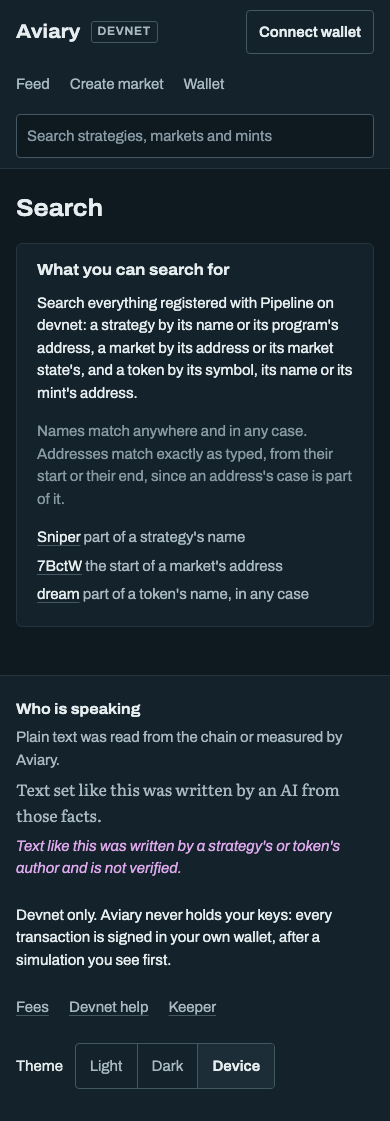 Aviary DEVNET Connect wallet
Feed Create market Wallet
Search strategies, markets and mints
Search
What you can search for
Search everything registered with Pipeline on
devnet: a strategy by its name or its program's
address, a market by its address or its market
state's, and a token by its symbol, its name or its
mint's address.
Names match anywhere and in any case.
Addresses match exactly as typed, from their
start or their end, since an address's case is part
of it.
Sniper part of a strategy's name
7BctW the start of a market's address
dream part of a token's name, in any case
Who is speaking
Plain text was read from the chain or measured by
Aviary.
Text set like this was written by an AI from
those facts.
Text like this was written by a strategy's or token's
author and is not verified.
Devnet only. Aviary never holds your keys: every
transaction is signed in your own wallet, after a
simulation you see first.
Fees Devnet help Keeper
Theme Light Dark Device